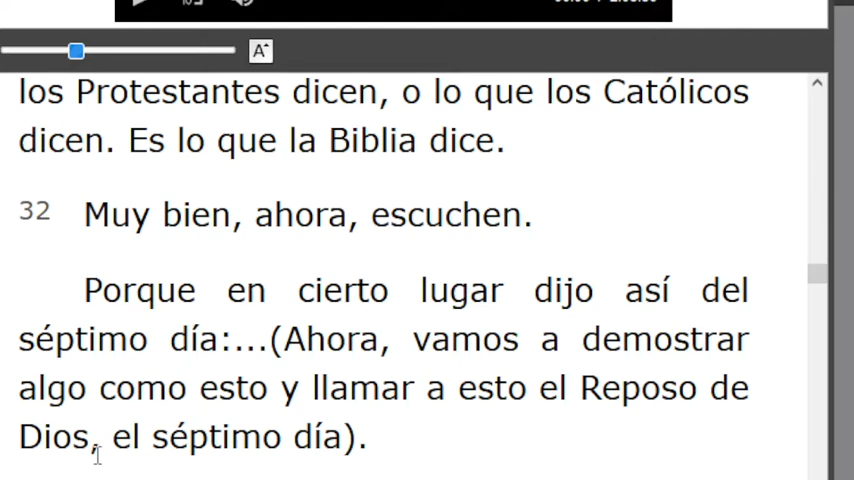 A
los Protestantes dicen, o lo que los Católicos
dicen. Es lo que la Biblia dice.
32 Muy bien, ahora, escuchen.
Porque en cierto lugar dijo así del
séptimo día:...(Ahora, vamos a demostrar
algo como esto y llamar a esto el Reposo de
Dios, el séptimo día).